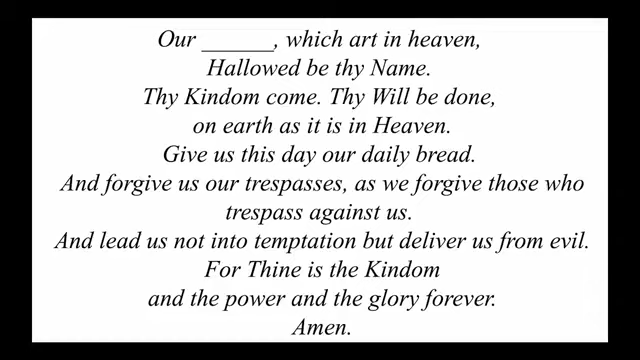 Our ______, which art in heaven,
Hallowed be thy Name.
Thy Kindom come. Thy Will be done,
on earth as it is in Heaven.
Give us this day our daily bread.
And forgive us our trespasses, as we forgive those who
trespass against us.
And lead us not into temptation but deliver us from evil.
For Thine is the Kindom
and the power and the glory forever.
Amen.